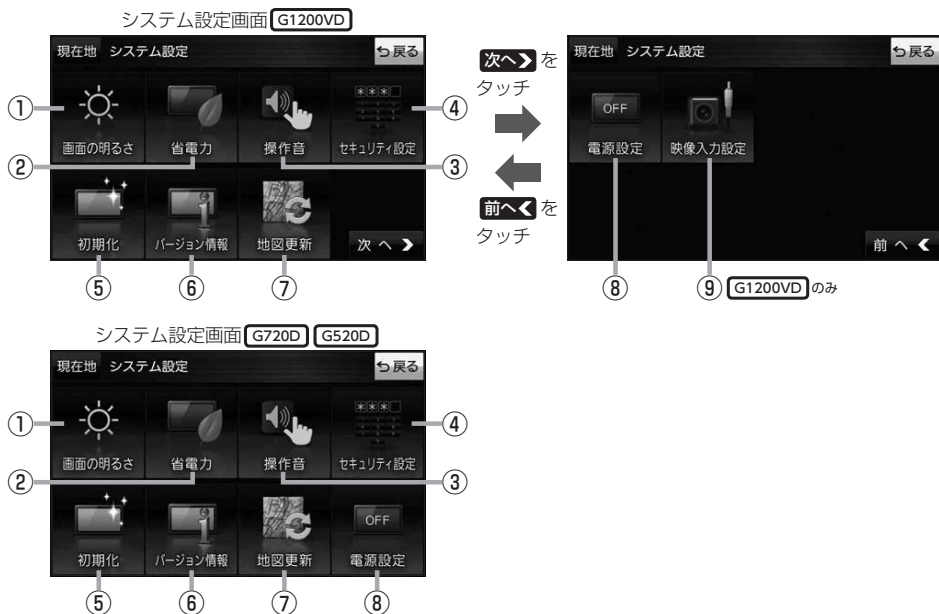 システム設定画面 G1200VD
現在地 システム設定 戻る
① ④
画面の明るさ 省電力 操作音 セキュリティ設定
② ③
初期化 バージョン情報 地図更新 次へ
⑤ ⑥ ⑦
次へ を
タッチ
前へ を
タッチ
現在地 システム設定 戻る
OFF
電源設定 映像入力設定
前へ
⑧ ⑨ G1200VD のみ
システム設定画面 G720D G520D
現在地 システム設定 戻る
① ④
画面の明るさ 省電力 操作音 セキュリティ設定
② ③
OFF
初期化 バージョン情報 地図更新 電源設定
⑤ ⑥ ⑦ ⑧